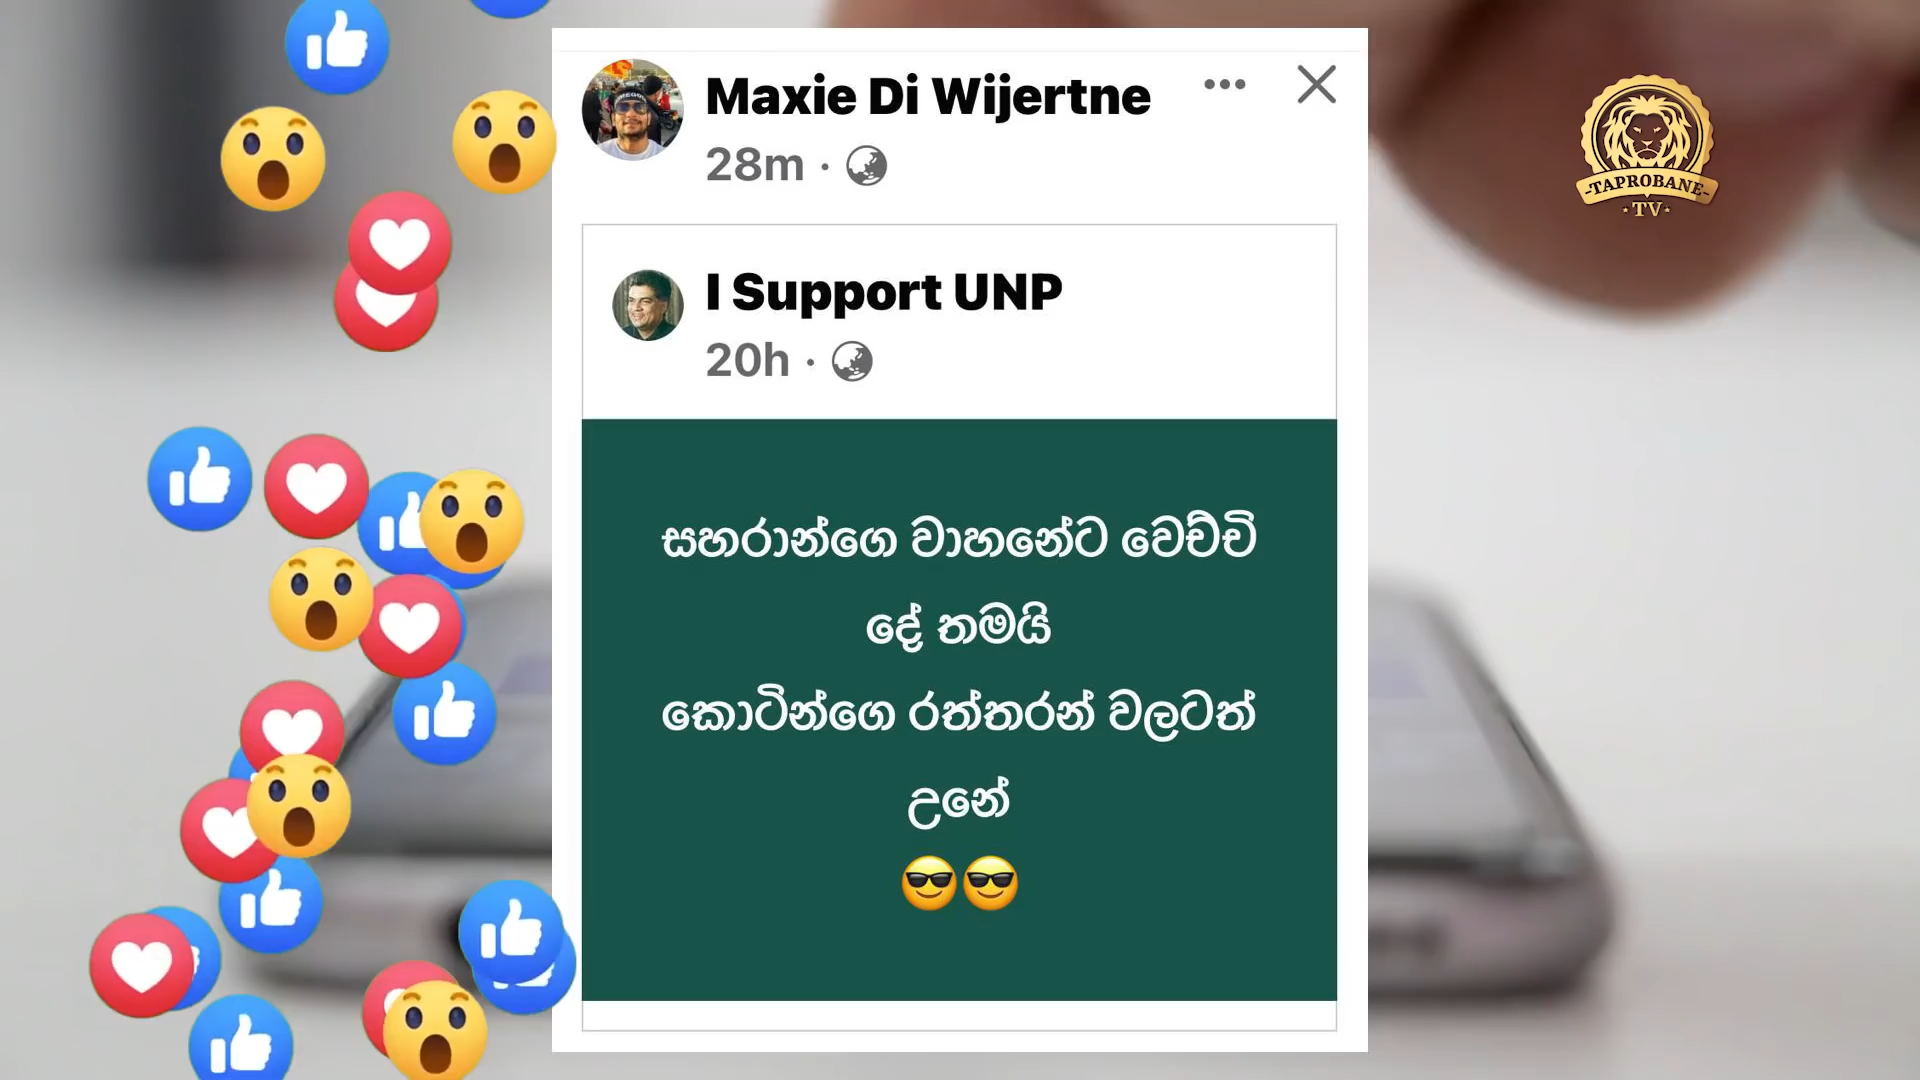 Maxie Di Wijertne
28m
-TAPROBANE-
TV
I Support UNP
20h
සහරාන්ගෙ වාහනේට වෙච්චි
දේ තමයි
කොටින්ගෙ රත්තරන් වලටත්
උනේ
😎😎